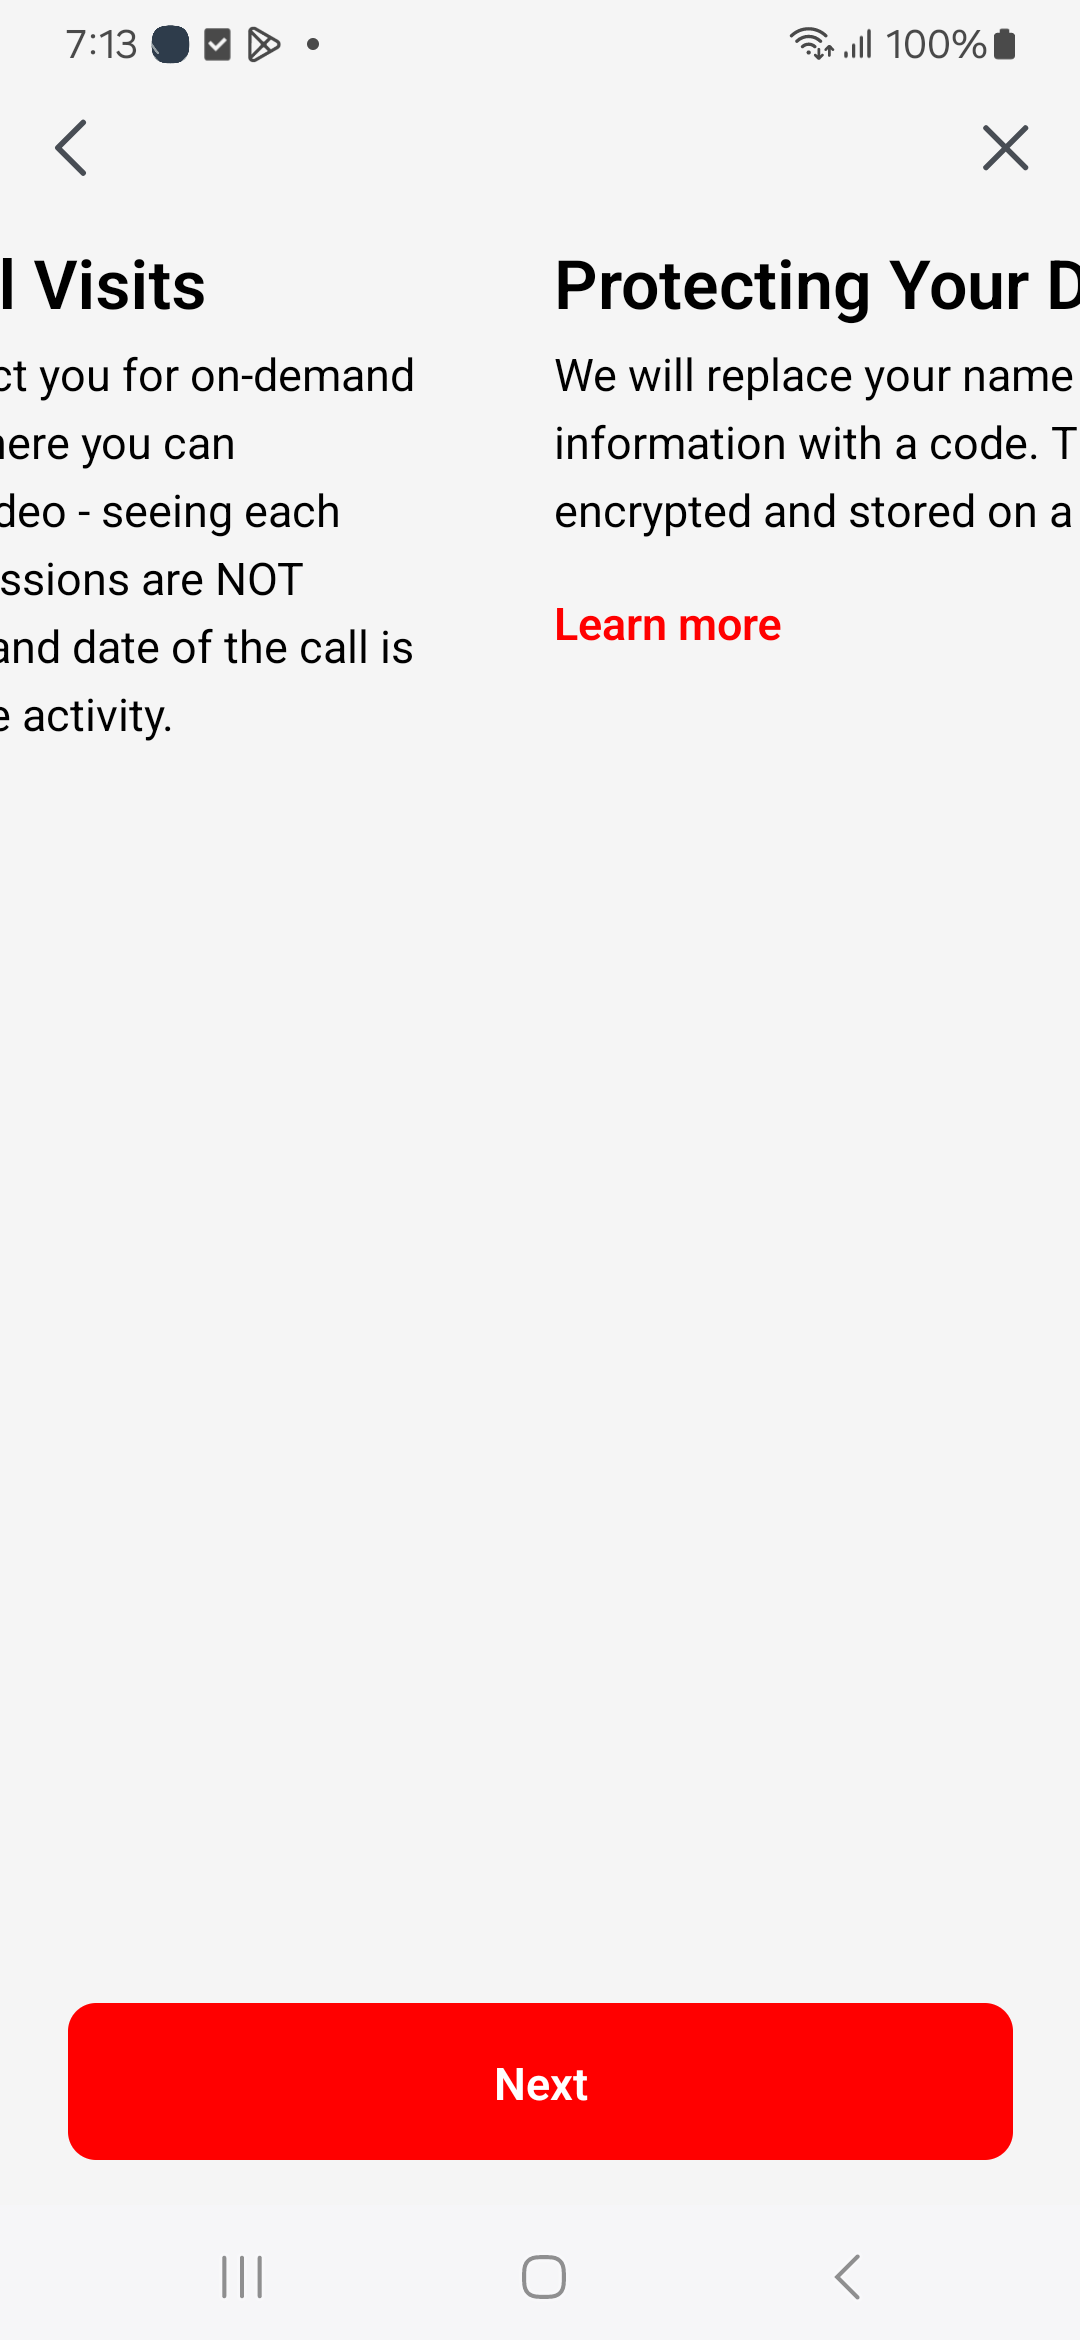 7:13
100%
l Visits
ct you for on-demand
here you can
deo - seeing each
ssions are NOT
and date of the call is
e activity.
Protecting Your D
We will replace your name
information with a code. T
encrypted and stored on a
Learn more
Next